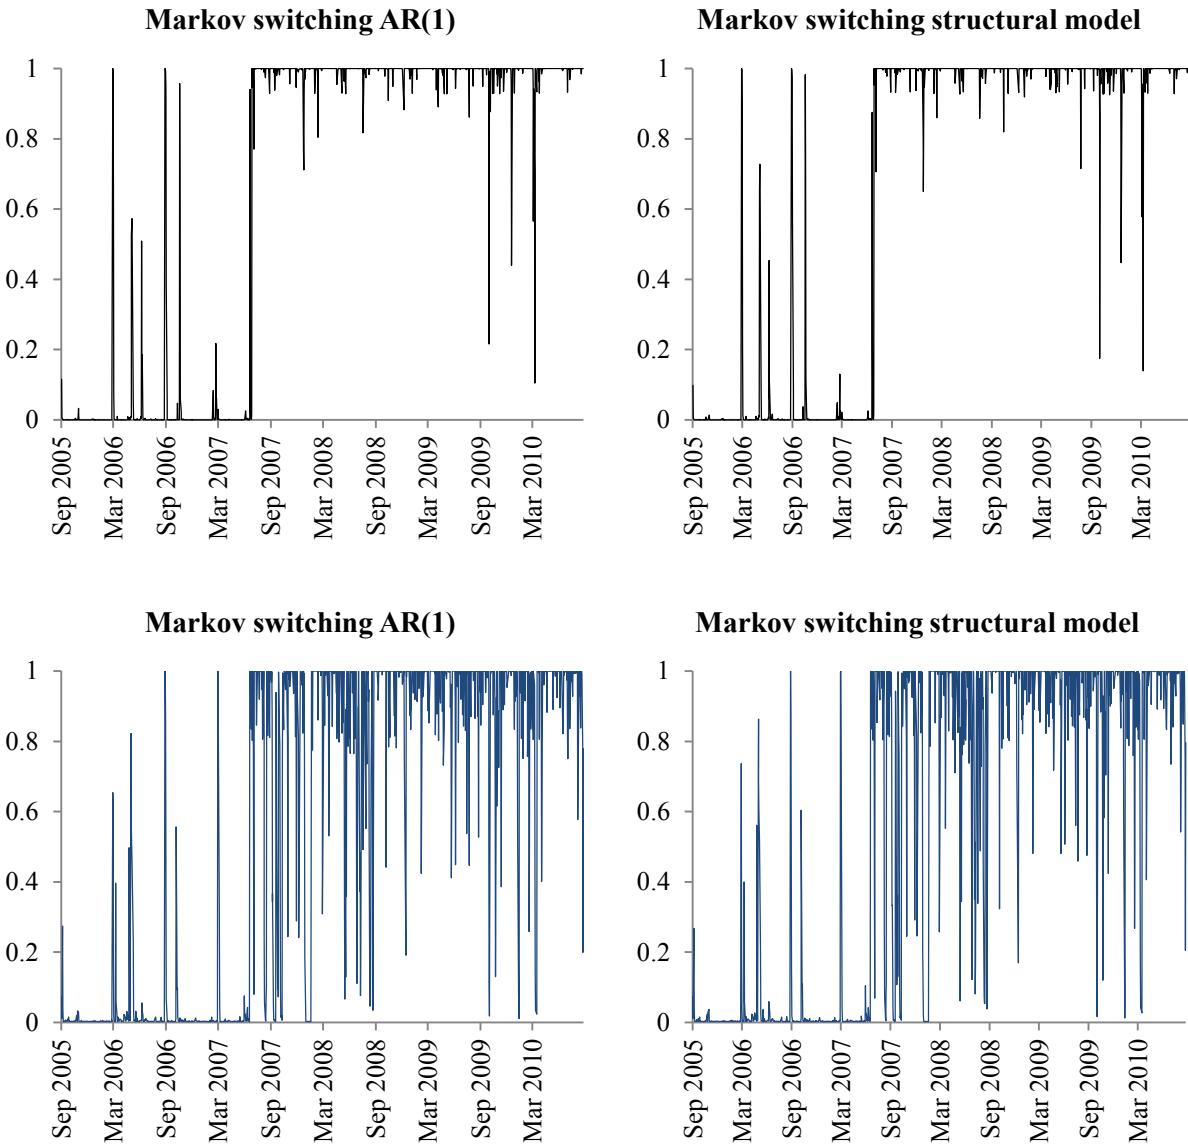 Markov switching AR(1)
1
0.8
0.6
0.4
0.2
0
Sep 2005
Mar 2006
Sep 2006
Mar 2007
Sep 2007
Mar 2008
Sep 2008
Mar 2009
Sep 2009
Mar 2010
Markov switching structural model
1
0.8
0.6
0.4
0.2
0
Sep 2005
Mar 2006
Sep 2006
Mar 2007
Sep 2007
Mar 2008
Sep 2008
Mar 2009
Sep 2009
Mar 2010
Markov switching AR(1)
1
0.8
0.6
0.4
0.2
0
Sep 2005
Mar 2006
Sep 2006
Mar 2007
Sep 2007
Mar 2008
Sep 2008
Mar 2009
Sep 2009
Mar 2010
Markov switching structural model
1
0.8
0.6
0.4
0.2
0
Sep 2005
Mar 2006
Sep 2006
Mar 2007
Sep 2007
Mar 2008
Sep 2008
Mar 2009
Sep 2009
Mar 2010